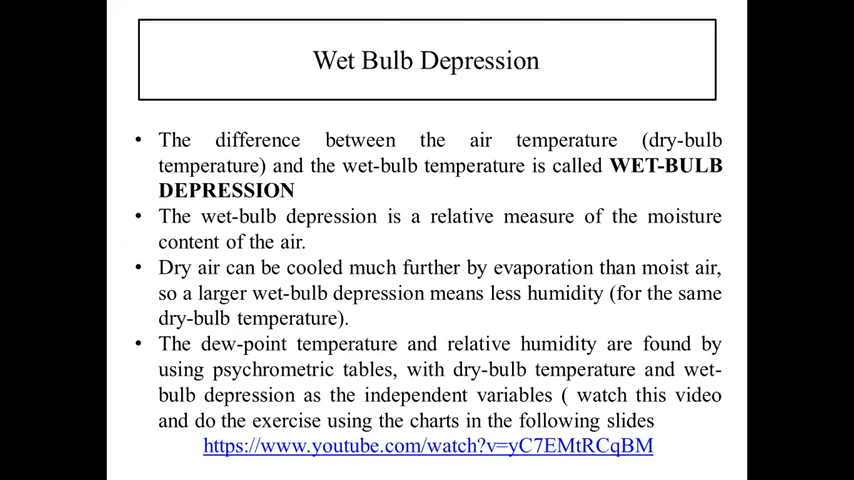 Wet Bulb Depression
• The difference between the air temperature (dry-bulb
temperature) and the wet-bulb temperature is called WET-BULB
DEPRESSION
• The wet-bulb depression is a relative measure of the moisture
content of the air.
• Dry air can be cooled much further by evaporation than moist air,
so a larger wet-bulb depression means less humidity (for the same
dry-bulb temperature).
• The dew-point temperature and relative humidity are found by
using psychrometric tables, with dry-bulb temperature and wet-
bulb depression as the independent variables ( watch this video
and do the exercise using the charts in the following slides
https://www.youtube.com/watch?v=yC7EMtRCqBM